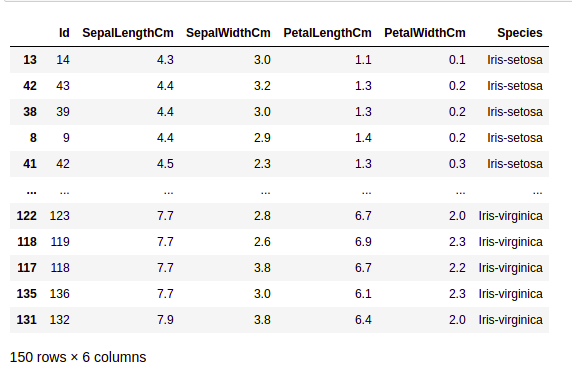 Id SepalLengthCm SepalWidthCm PetalLengthCm PetalWidthCm Species
13 14 4.3 3.0 1.1 0.1 Iris-setosa
42 43 4.4 3.2 1.3 0.2 Iris-setosa
38 39 4.4 3.0 1.3 0.2 Iris-setosa
8 9 4.4 2.9 1.4 0.2 Iris-setosa
41 42 4.5 2.3 1.3 0.3 Iris-setosa
... ... ... ... ... ... ...
122 123 7.7 2.8 6.7 2.0 Iris-virginica
118 119 7.7 2.6 6.9 2.3 Iris-virginica
117 118 7.7 3.8 6.7 2.2 Iris-virginica
135 136 7.7 3.0 6.1 2.3 Iris-virginica
131 132 7.9 3.8 6.4 2.0 Iris-virginica
150 rows × 6 columns